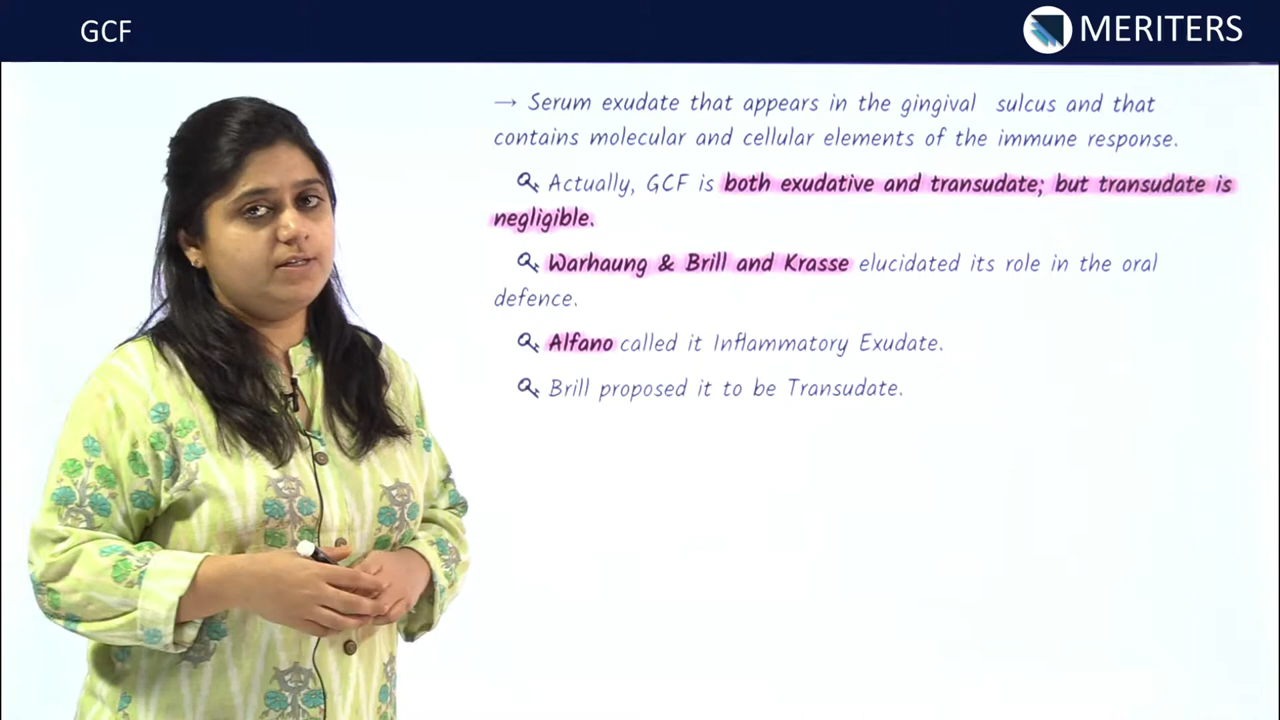 GCF
MERITERS
→ Serum exudate that appears in the gingival sulcus and that
contains molecular and cellular elements of the immune response.
Actually, GCF is both exudative and transudate; but transudate is
negligible.
Warhaung & Brill and Krasse elucidated its role in the oral
defence.
Alfano called it Inflammatory Exudate.
Brill proposed it to be Transudate.